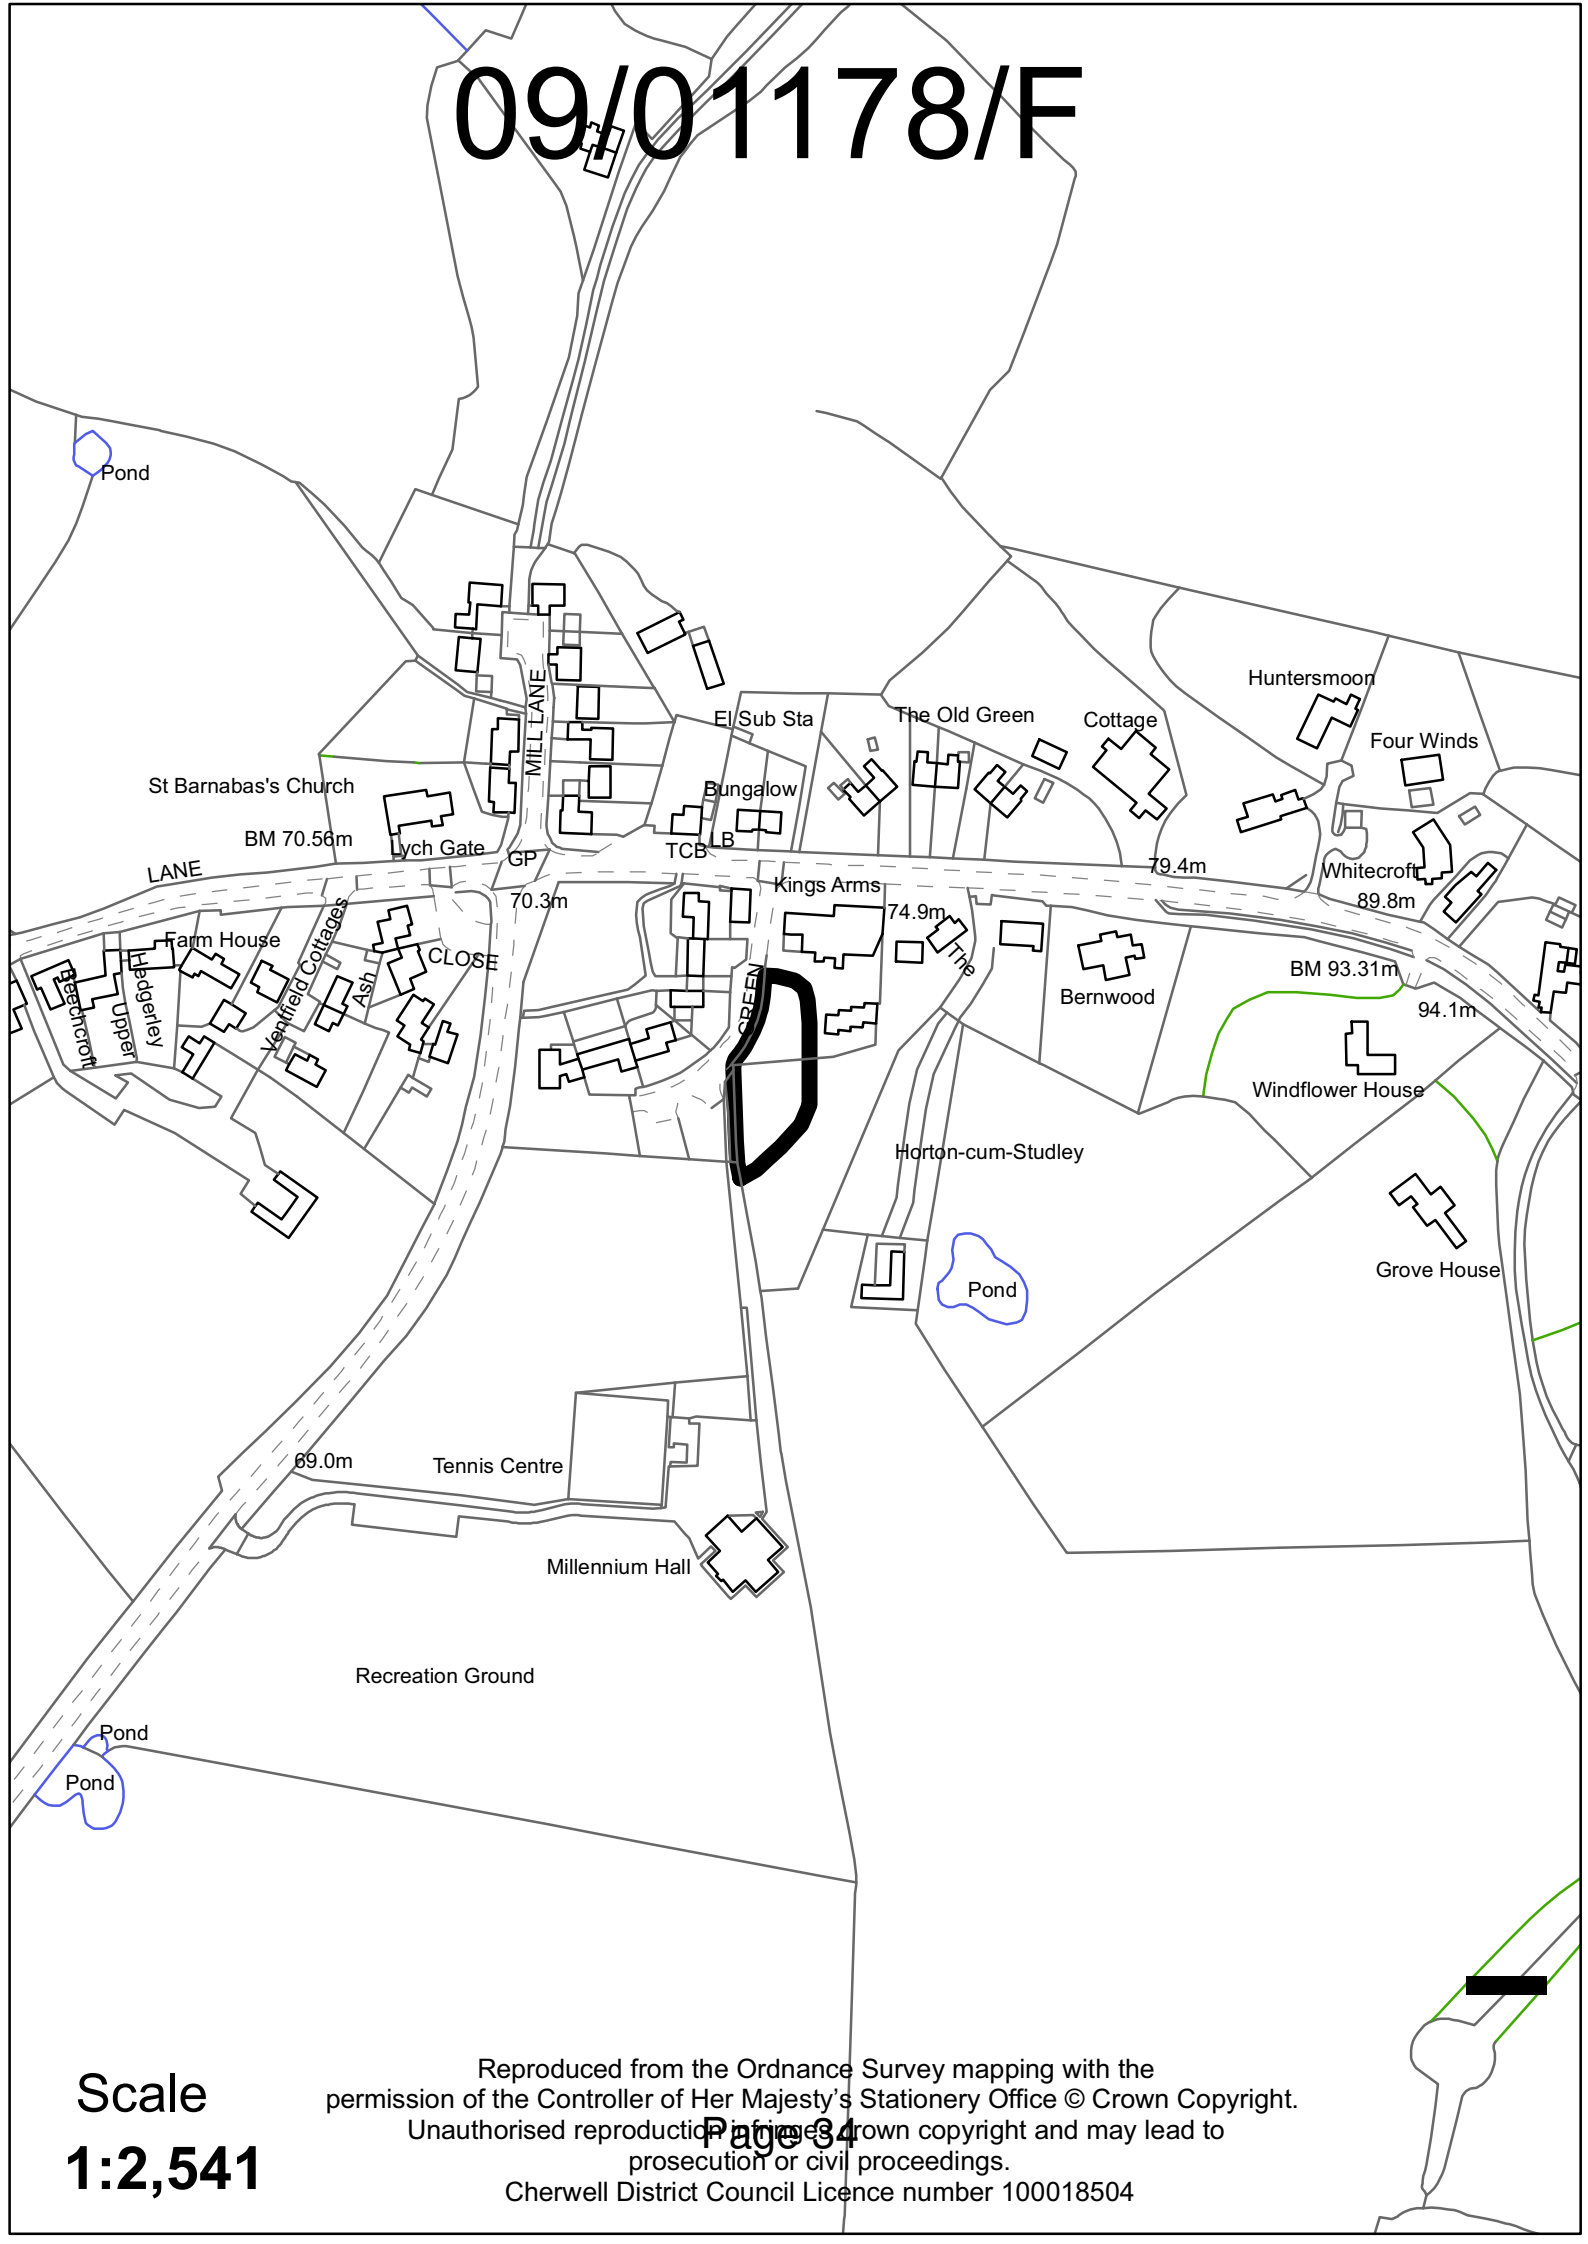 09/01178/F
Pond
Huntersmoon
El Sub Sta
The Old Green
Cottage
Four Winds
MILL LANE
St Barnabas's Church
Bungalow
BM 70.56m
Lych Gate
GP
TCB
LB
79.4m
LANE
Whitecroft
Kings Arms
70.3m
74.9m
89.8m
Farm House
Ventfield Cottages
CLOSE
The
BM 93.31m
Beechcroft
Upper
Hedgerley
Ash
GREEN
Bernwood
94.1m
Windflower House
Horton-cum-Studley
Grove House
Pond
69.0m
Tennis Centre
Millennium Hall
Recreation Ground
Pond
Pond
Scale
1:2,541
Reproduced from the Ordnance Survey mapping with the
permission of the Controller of Her Majesty's Stationery Office © Crown Copyright.
Unauthorised reproduction infringes crown copyright and may lead to
prosecution or civil proceedings.
Cherwell District Council Licence number 100018504
Page 34